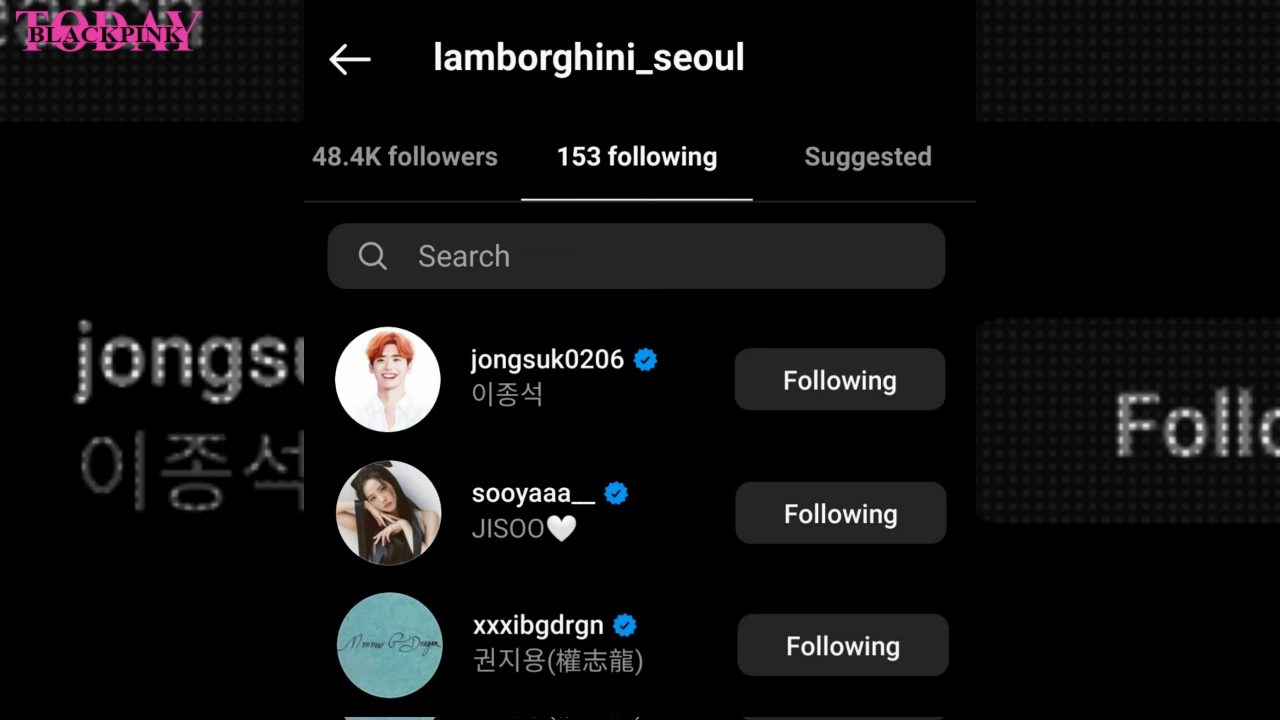 TODAY
BLACKPINK
lamborghini_seoul
48.4K followers 153 following Suggested
Search
jongsuk0206
이종석
Following
sooyaaa__
JISOO🤍
Following
xxxibgdrgn
권지용(權志龍)
Following
jongsu
이종석
Follo